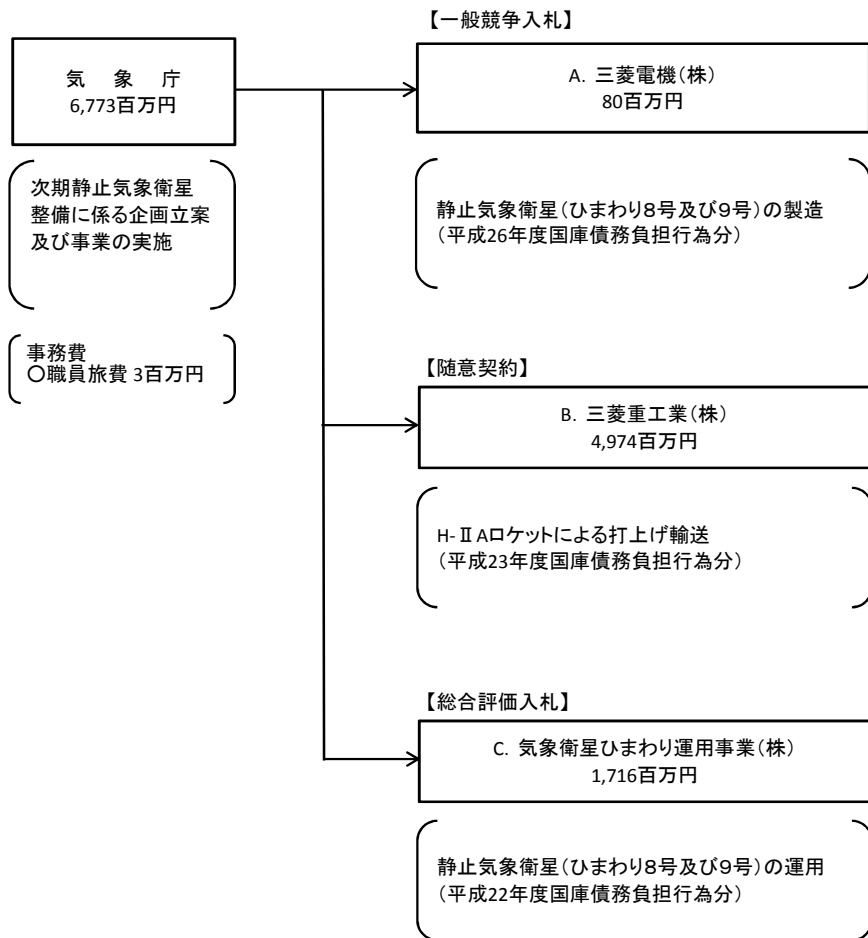 気 象 庁
6,773百万円
次期静止気象衛星
整備に係る企画立案
及び事業の実施
事務費
○職員旅費 3百万円
【一般競争入札】
A. 三菱電機(株)
80百万円
静止気象衛星(ひまわり8号及び9号)の製造
(平成26年度国庫債務負担行為分)
【随意契約】
B. 三菱重工業(株)
4,974百万円
H-ⅡAロケットによる打上げ輸送
(平成23年度国庫債務負担行為分)
【総合評価入札】
C. 気象衛星ひまわり運用事業(株)
1,716百万円
静止気象衛星(ひまわり8号及び9号)の運用
(平成22年度国庫債務負担行為分)